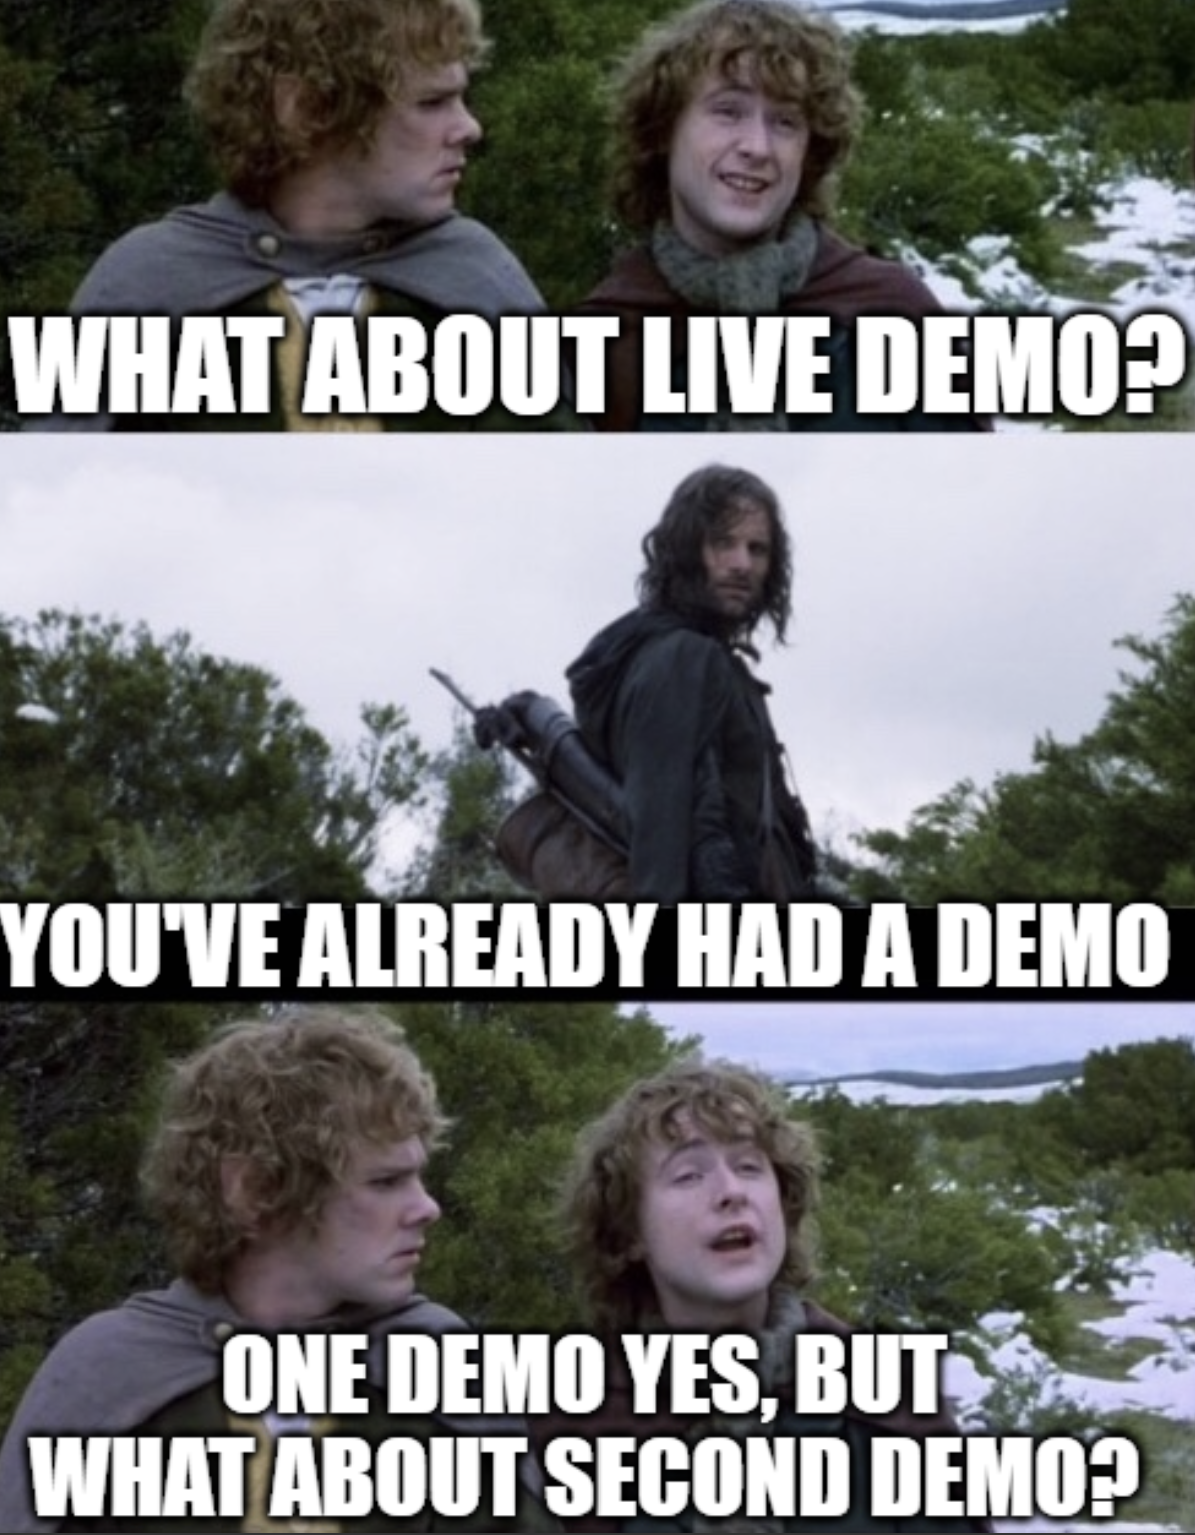 WHAT ABOUT LIVE DEMO?
YOU'VE ALREADY HAD A DEMO
ONE DEMO YES, BUT
WHAT ABOUT SECOND DEMO?